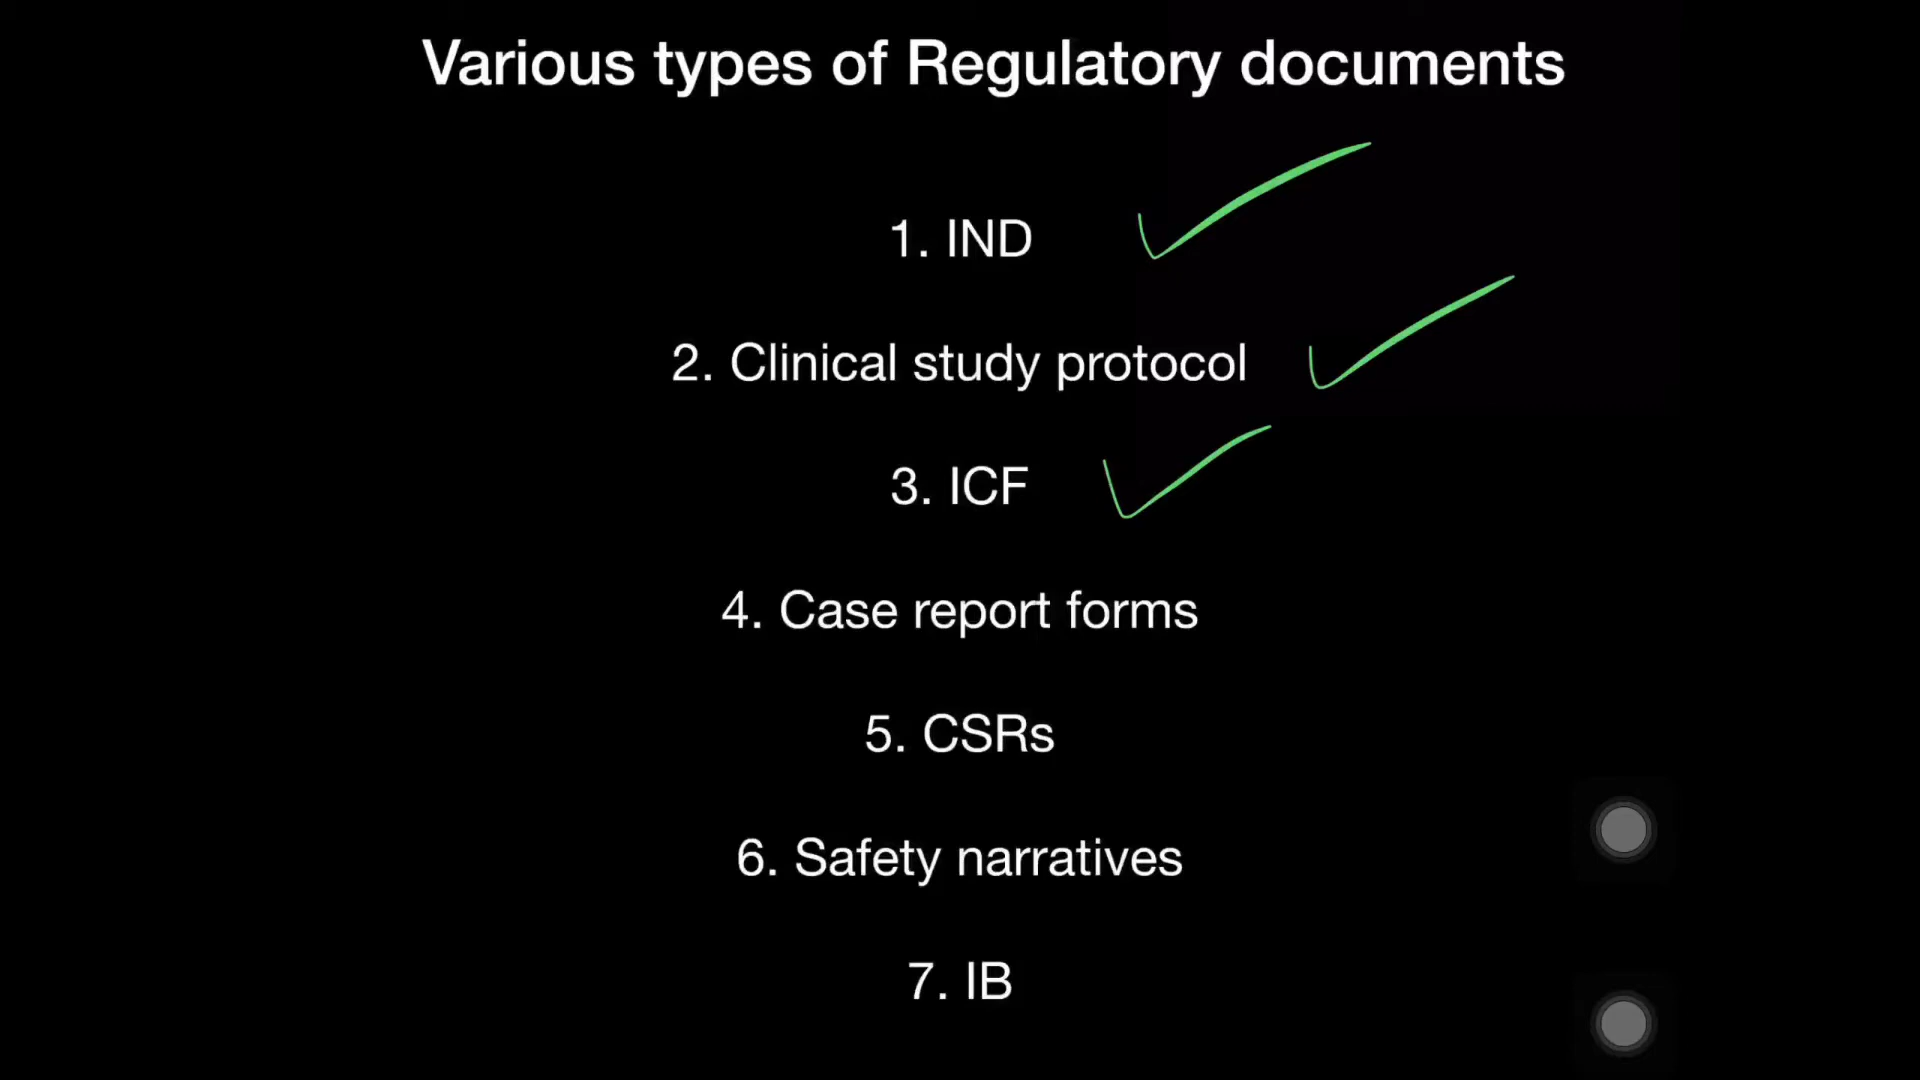 Various types of Regulatory documents
1. IND
2. Clinical study protocol
3. ICF
4. Case report forms
5. CSRs
6. Safety narratives
7. IB